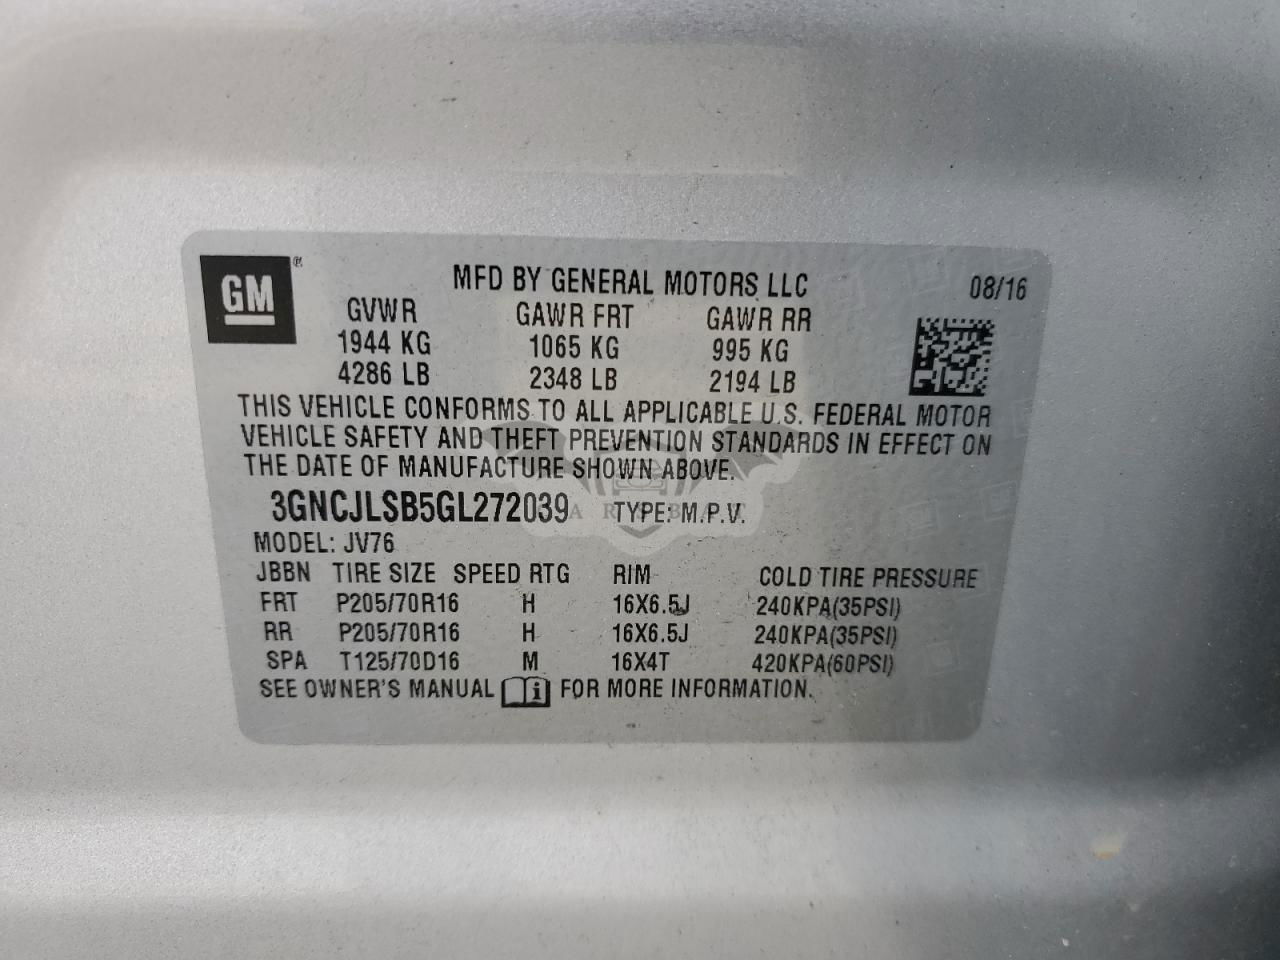 GM®
MFD BY GENERAL MOTORS LLC 08/16
GVWR GAWR FRT GAWR RR
1944 KG 1065 KG 995 KG
4286 LB 2348 LB 2194 LB
THIS VEHICLE CONFORMS TO ALL APPLICABLE U.S. FEDERAL MOTOR
VEHICLE SAFETY AND THEFT PREVENTION STANDARDS IN EFFECT ON
THE DATE OF MANUFACTURE SHOWN ABOVE.
3GNCJLSB5GL272039 TYPE: M.P.V.
MODEL: JV76
JBBN TIRE SIZE SPEED RTG RIM COLD TIRE PRESSURE
FRT P205/70R16 H 16X6.5J 240KPA(35PSI)
RR P205/70R16 H 16X6.5J 240KPA(35PSI)
SPA T125/70D16 M 16X4T 420KPA(60PSI)
SEE OWNER'S MANUAL i FOR MORE INFORMATION.